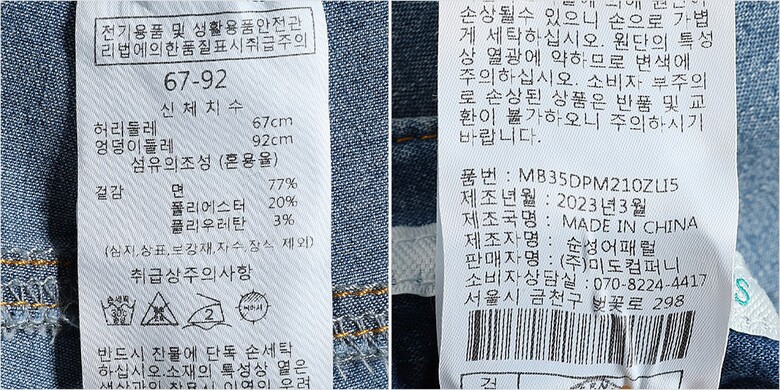 전기용품 및 생활용품안전관
리법에의한품질표시취급주의
67-92
신 체 치 수
허리둘레 67cm
엉덩이둘레 92cm
섬유의조성 (혼용율)
겉감 면 77%
폴리에스터 20%
폴리우레탄 3%
(심지,상표,보강재,자수,장식 제외)
취급상주의사항
손세탁
30℃
2
드라이
반드시 찬물에 단독 손세탁
하십시오.소재의 특성상 열은
손상될수 있으니 손으로 가볍
게 세탁하십시오. 원단의 특성
상 열광에 약하므로 변색에
주의하십시오. 소비자 부주의
로 손상된 상품은 반품 및 교
환이 불가하오니 주의하시기
바랍니다.
품번 : MB35DPM210ZLI5
제조년월 : 2023년3월
제조국명 : MADE IN CHINA
제조자명 : 순성어패럴
판매자명 : (주)미도컴퍼니
소비자상담실 : 070-8224-4417
서울시 금천구 벚꽃로 298
S